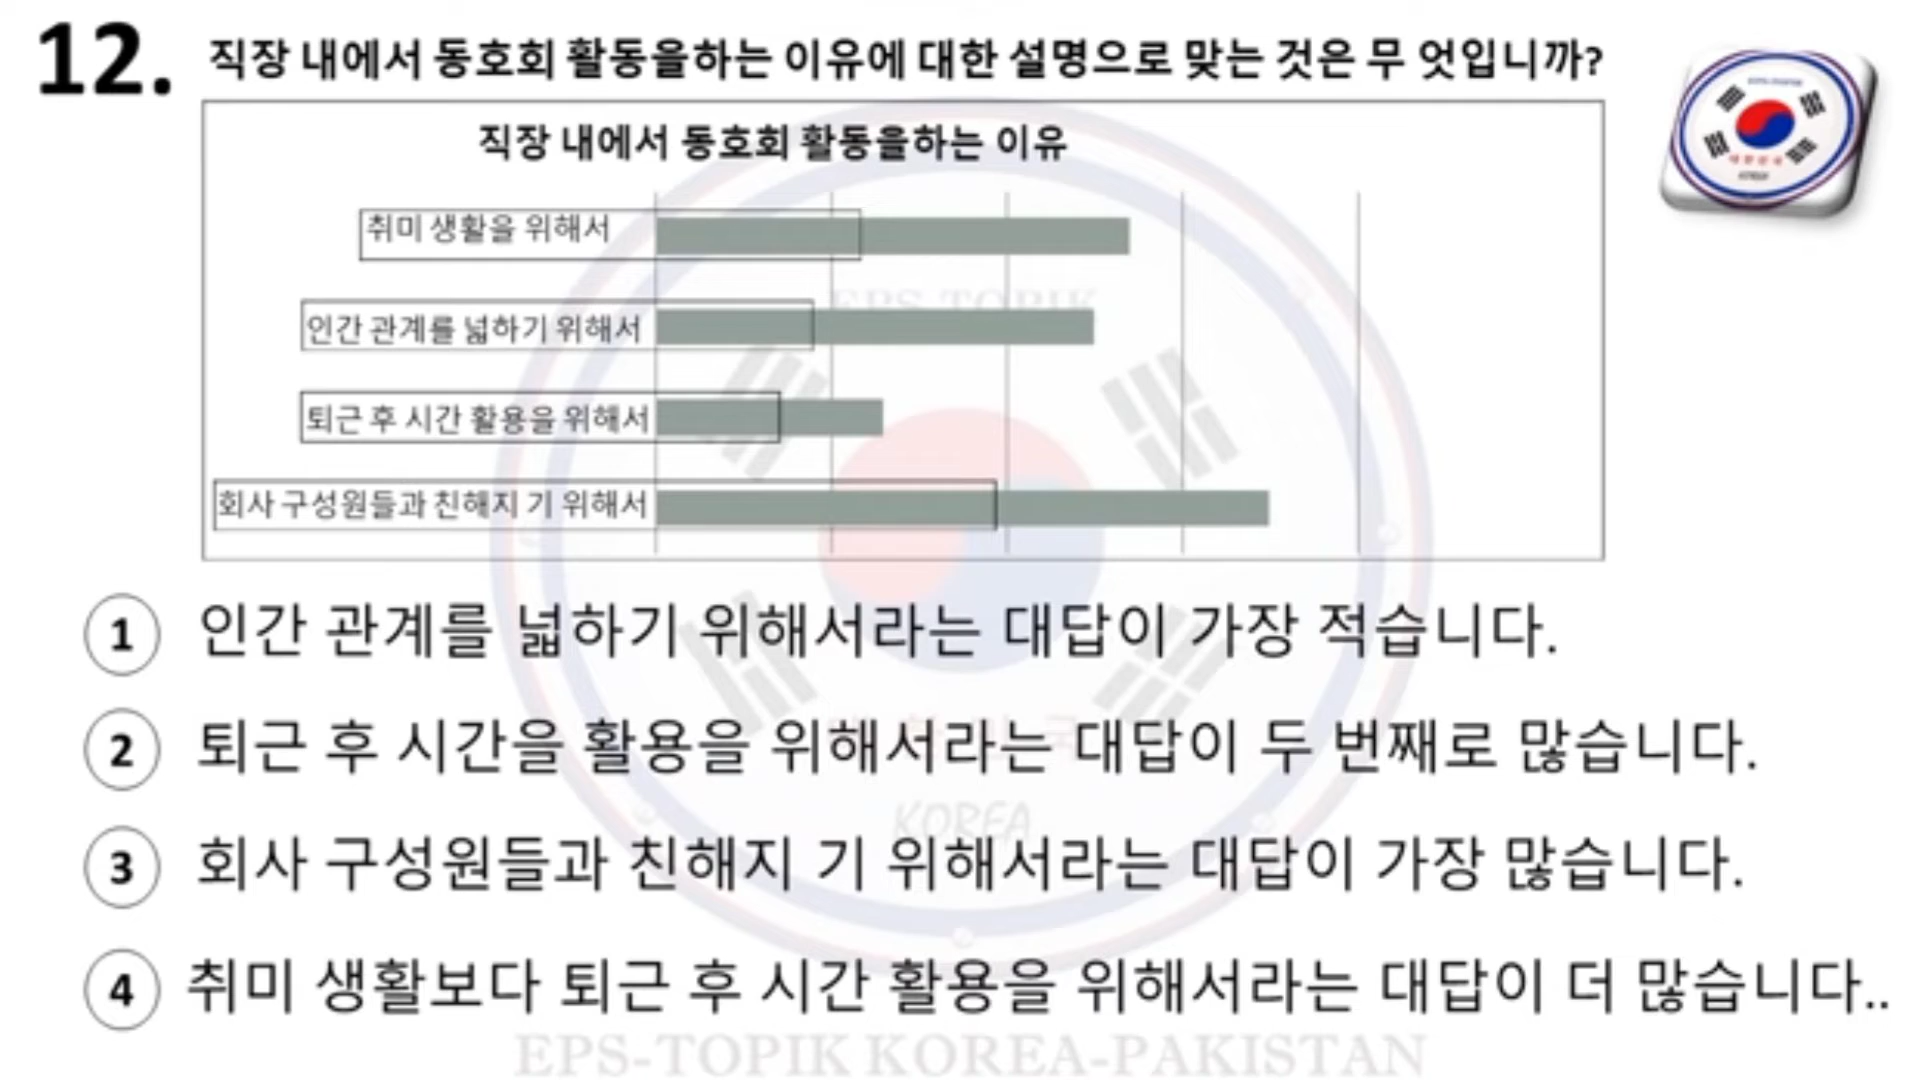 12. 직장 내에서 동호회 활동을하는 이유에 대한 설명으로 맞는 것은 무 엇입니까?
직장 내에서 동호회 활동을하는 이유
취미 생활을 위해서
인간 관계를 넓하기 위해서
퇴근 후 시간 활용을 위해서
회사 구성원들과 친해지 기 위해서
EPS-TOPIK
1 인간 관계를 넓하기 위해서라는 대답이 가장 적습니다.
2 퇴근 후 시간을 활용을 위해서라는 대답이 두 번째로 많습니다.
3 회사 구성원들과 친해지 기 위해서라는 대답이 가장 많습니다.
KOREA
4 취미 생활보다 퇴근 후 시간 활용을 위해서라는 대답이 더 많습니다..
EPS-TOPIK KOREA-PAKISTAN